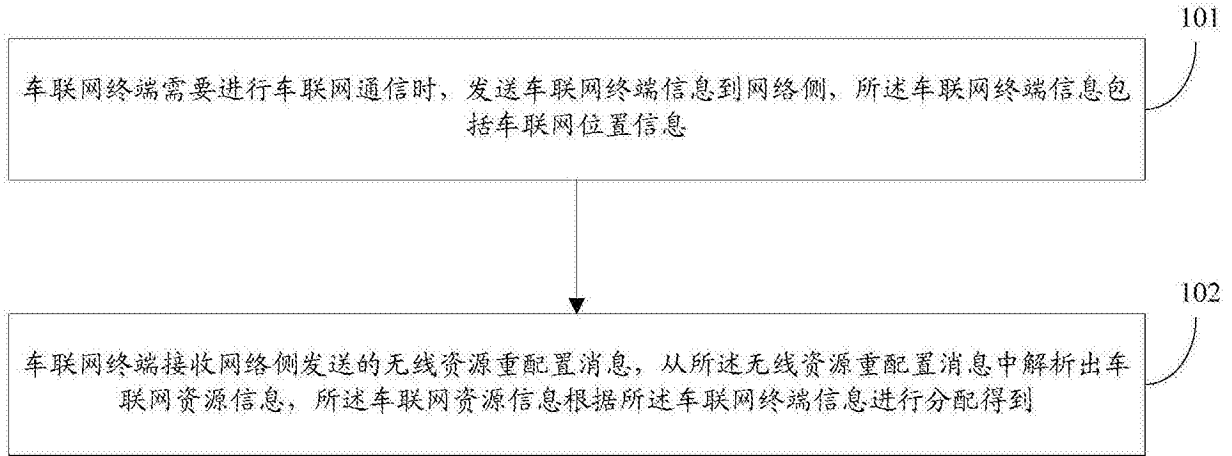 101
车联网终端需要进行车联网通信时，发送车联网终端信息到网络侧，所述车联网终端信息包
括车联网位置信息
102
车联网终端接收网络侧发送的无线资源重配置消息，从所述无线资源重配置消息中解析出车
联网资源信息，所述车联网资源信息根据所述车联网终端信息进行分配得到